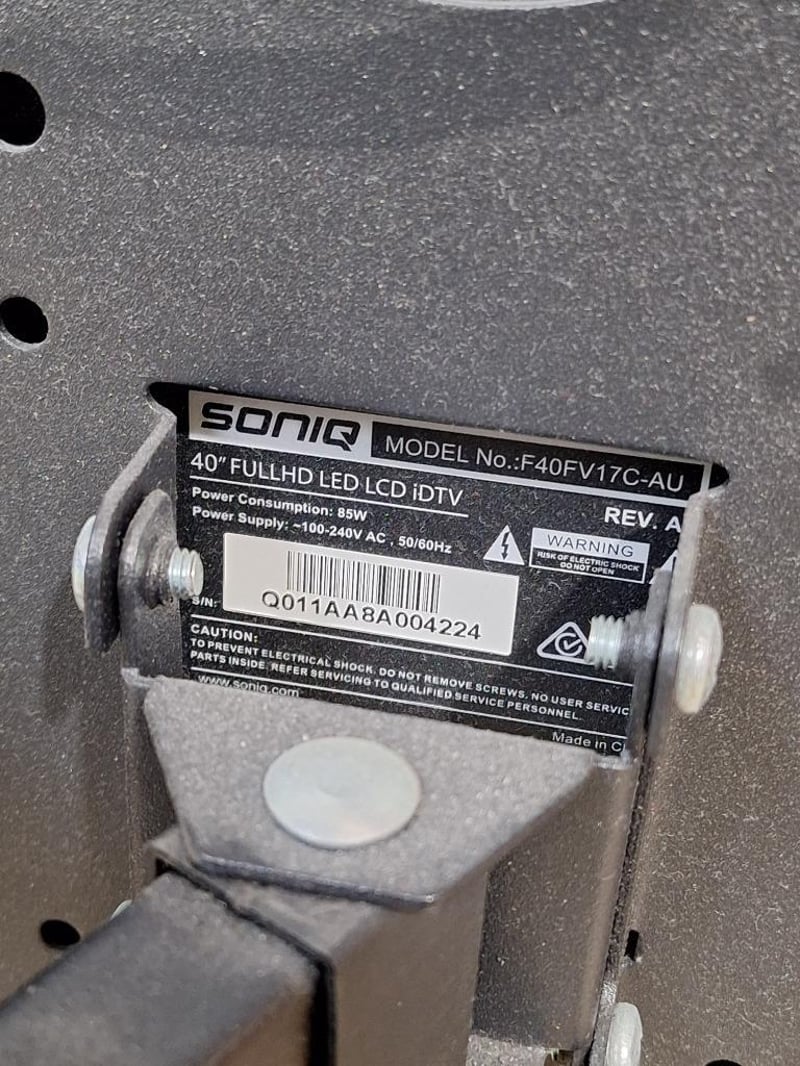 SONIQ
MODEL No.:F40FV17C-AU
40" FULLHD LED LCD iDTV
REV. A
Power Consumption: 85W
Power Supply: ~100-240V AC , 50/60Hz
WARNING
RISK OF ELECTRIC SHOCK
DO NOT OPEN
S/N:
Q011AA8A004224
CAUTION:
TO PREVENT ELECTRICAL SHOCK, DO NOT REMOVE SCREWS. NO USER SERVIC
PARTS INSIDE. REFER SERVICING TO QUALIFIED SERVICE PERSONNEL.
www.soniq.com
Made in C